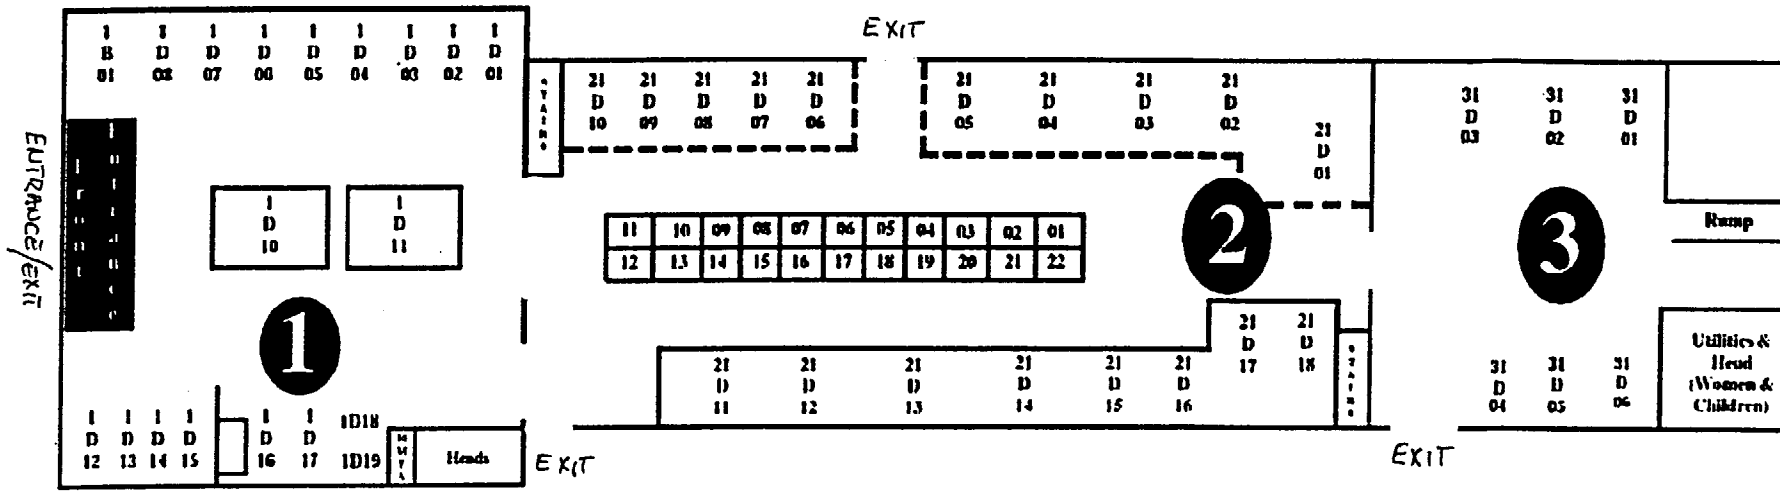 EXIT
1 B 01
1 D 08
1 D 07
1 D 06
1 D 05
1 D 04
1 D 03
1 D 02
1 D 01
STAIRS
21 D 10
21 D 09
21 D 08
21 D 07
21 D 06
21 D 05
21 D 04
21 D 03
21 D 02
21 D 01
31 D 03
31 D 02
31 D 01
ENTRANCE/EXIT
Front
Entrance
1 D 10
1 D 11
11 10 09 08 07 06 05 04 03 02 01
12 13 14 15 16 17 18 19 20 21 22
2
3
Ramp
1
21 D 11
21 D 12
21 D 13
21 D 14
21 D 15
21 D 16
21 D 17
21 D 18
STAIRS
31 D 04
31 D 05
31 D 06
Utilities &
Head
(Women &
Children)
1 D 12
1 D 13
1 D 14
1 D 15
1 D 16
1 D 17
1D18
1D19
Heads
EXIT
EXIT